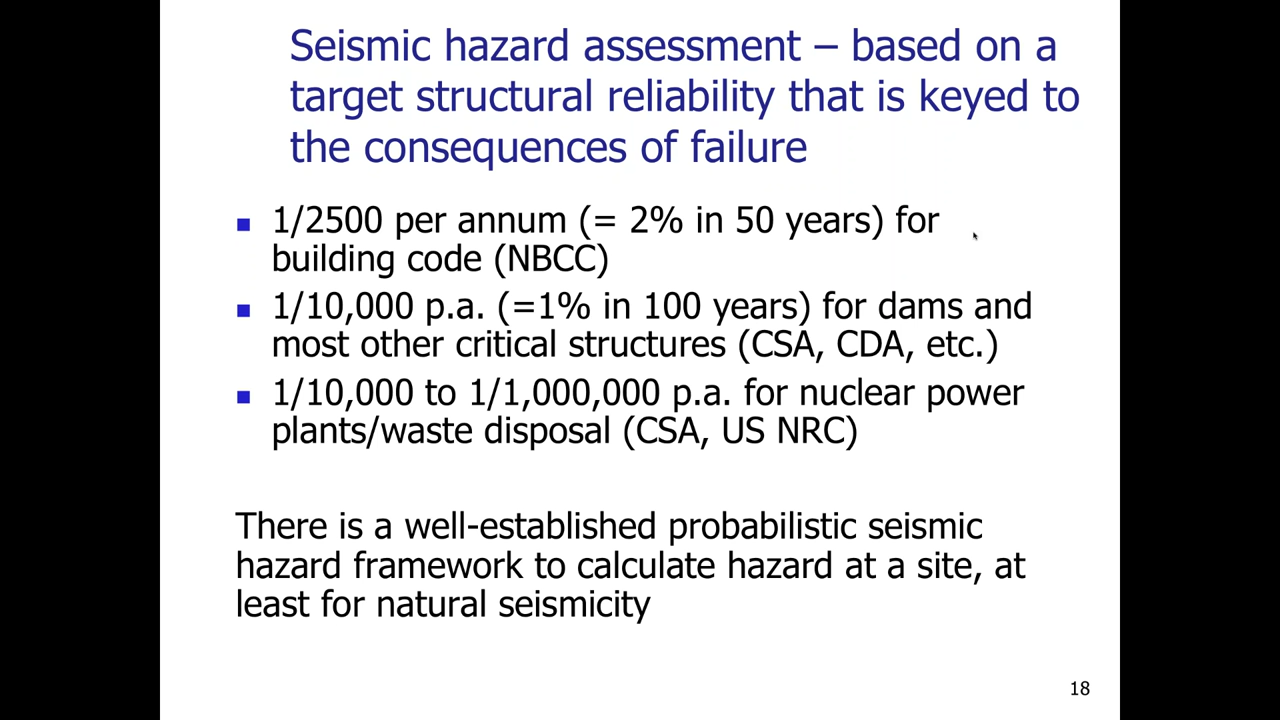 Seismic hazard assessment – based on a
target structural reliability that is keyed to
the consequences of failure
1/2500 per annum (= 2% in 50 years) for
building code (NBCC)
1/10,000 p.a. (=1% in 100 years) for dams and
most other critical structures (CSA, CDA, etc.)
1/10,000 to 1/1,000,000 p.a. for nuclear power
plants/waste disposal (CSA, US NRC)
There is a well-established probabilistic seismic
hazard framework to calculate hazard at a site, at
least for natural seismicity
18